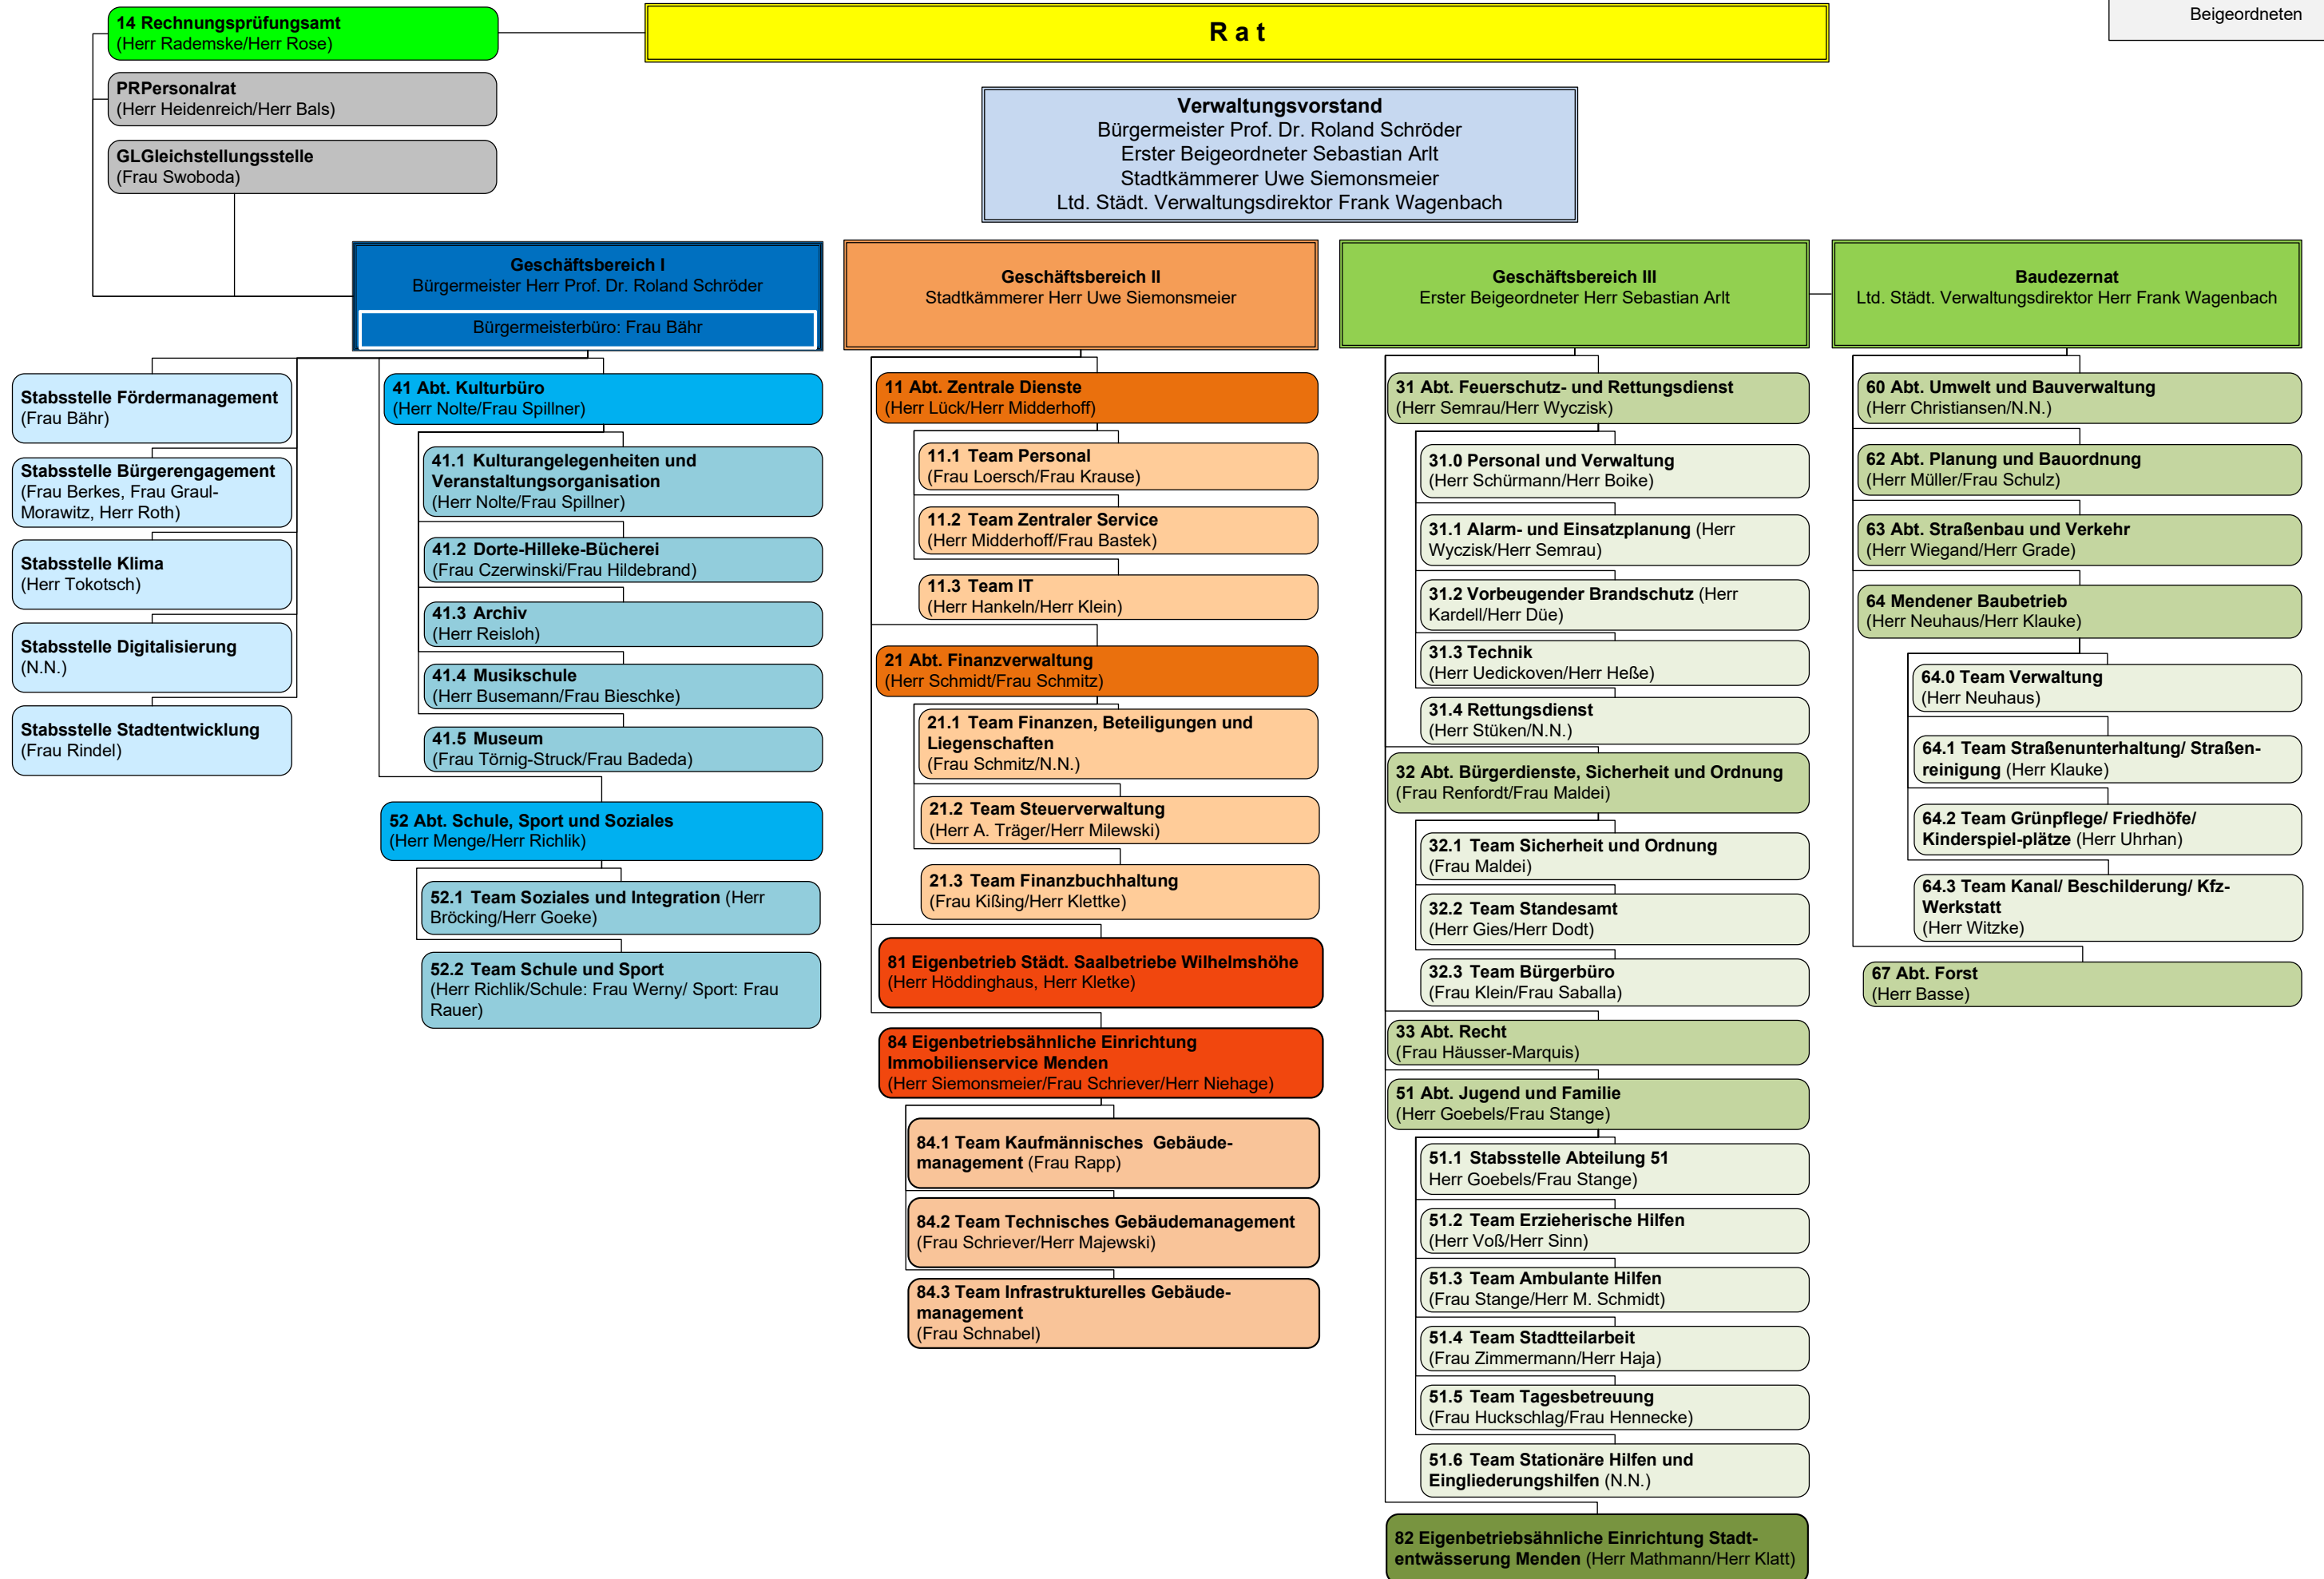 14 Rechnungsprüfungsamt
(Herr Rademske/Herr Rose)
R a t
Beigeordneten
PRPersonalrat
(Herr Heidenreich/Herr Bals)
GLGleichstellungsstelle
(Frau Swoboda)
Verwaltungsvorstand
Bürgermeister Prof. Dr. Roland Schröder
Erster Beigeordneter Sebastian Arlt
Stadtkämmerer Uwe Siemonsmeier
Ltd. Städt. Verwaltungsdirektor Frank Wagenbach
Geschäftsbereich I
Bürgermeister Herr Prof. Dr. Roland Schröder
Bürgermeisterbüro: Frau Bähr
Stabsstelle Fördermanagement
(Frau Bähr)
Stabsstelle Bürgerengagement
(Frau Berkes, Frau Graul-
Morawitz, Herr Roth)
Stabsstelle Klima
(Herr Tokotsch)
Stabsstelle Digitalisierung
(N.N.)
Stabsstelle Stadtentwicklung
(Frau Rindel)
41 Abt. Kulturbüro
(Herr Nolte/Frau Spillner)
41.1 Kulturangelegenheiten und
Veranstaltungsorganisation
(Herr Nolte/Frau Spillner)
41.2 Dorte-Hilleke-Bücherei
(Frau Czerwinski/Frau Hildebrand)
41.3 Archiv
(Herr Reisloh)
41.4 Musikschule
(Herr Busemann/Frau Bieschke)
41.5 Museum
(Frau Törnig-Struck/Frau Badeda)
52 Abt. Schule, Sport und Soziales
(Herr Menge/Herr Richlik)
52.1 Team Soziales und Integration (Herr
Bröcking/Herr Goeke)
52.2 Team Schule und Sport
(Herr Richlik/Schule: Frau Werny/ Sport: Frau
Rauer)
Geschäftsbereich II
Stadtkämmerer Herr Uwe Siemonsmeier
11 Abt. Zentrale Dienste
(Herr Lück/Herr Midderhoff)
11.1 Team Personal
(Frau Loersch/Frau Krause)
11.2 Team Zentraler Service
(Herr Midderhoff/Frau Bastek)
11.3 Team IT
(Herr Hankeln/Herr Klein)
21 Abt. Finanzverwaltung
(Herr Schmidt/Frau Schmitz)
21.1 Team Finanzen, Beteiligungen und
Liegenschaften
(Frau Schmitz/N.N.)
21.2 Team Steuerverwaltung
(Herr A. Träger/Herr Milewski)
21.3 Team Finanzbuchhaltung
(Frau Kißing/Herr Klettke)
81 Eigenbetrieb Städt. Saalbetriebe Wilhelmshöhe
(Herr Höddinghaus, Herr Kletke)
84 Eigenbetriebsähnliche Einrichtung
Immobilienservice Menden
(Herr Siemonsmeier/Frau Schriever/Herr Niehage)
84.1 Team Kaufmännisches Gebäude-
management (Frau Rapp)
84.2 Team Technisches Gebäudemanagement
(Frau Schriever/Herr Majewski)
84.3 Team Infrastrukturelles Gebäude-
management
(Frau Schnabel)
Geschäftsbereich III
Erster Beigeordneter Herr Sebastian Arlt
31 Abt. Feuerschutz- und Rettungsdienst
(Herr Semrau/Herr Wyczisk)
31.0 Personal und Verwaltung
(Herr Schürmann/Herr Boike)
31.1 Alarm- und Einsatzplanung (Herr
Wyczisk/Herr Semrau)
31.2 Vorbeugender Brandschutz (Herr
Kardell/Herr Düe)
31.3 Technik
(Herr Uedickoven/Herr Heße)
31.4 Rettungsdienst
(Herr Stüken/N.N.)
32 Abt. Bürgerdienste, Sicherheit und Ordnung
(Frau Renfordt/Frau Maldei)
32.1 Team Sicherheit und Ordnung
(Frau Maldei)
32.2 Team Standesamt
(Herr Gies/Herr Dodt)
32.3 Team Bürgerbüro
(Frau Klein/Frau Saballa)
33 Abt. Recht
(Frau Häusser-Marquis)
51 Abt. Jugend und Familie
(Herr Goebels/Frau Stange)
51.1 Stabsstelle Abteilung 51
Herr Goebels/Frau Stange)
51.2 Team Erzieherische Hilfen
(Herr Voß/Herr Sinn)
51.3 Team Ambulante Hilfen
(Frau Stange/Herr M. Schmidt)
51.4 Team Stadtteilarbeit
(Frau Zimmermann/Herr Haja)
51.5 Team Tagesbetreuung
(Frau Huckschlag/Frau Hennecke)
51.6 Team Stationäre Hilfen und
Eingliederungshilfen (N.N.)
82 Eigenbetriebsähnliche Einrichtung Stadt-
entwässerung Menden (Herr Mathmann/Herr Klatt)
Baudezernat
Ltd. Städt. Verwaltungsdirektor Herr Frank Wagenbach
60 Abt. Umwelt und Bauverwaltung
(Herr Christiansen/N.N.)
62 Abt. Planung und Bauordnung
(Herr Müller/Frau Schulz)
63 Abt. Straßenbau und Verkehr
(Herr Wiegand/Herr Grade)
64 Mendener Baubetrieb
(Herr Neuhaus/Herr Klauke)
64.0 Team Verwaltung
(Herr Neuhaus)
64.1 Team Straßenunterhaltung/ Straßen-
reinigung (Herr Klauke)
64.2 Team Grünpflege/ Friedhöfe/
Kinderspiel-plätze (Herr Uhrhan)
64.3 Team Kanal/ Beschilderung/ Kfz-
Werkstatt
(Herr Witzke)
67 Abt. Forst
(Herr Basse)